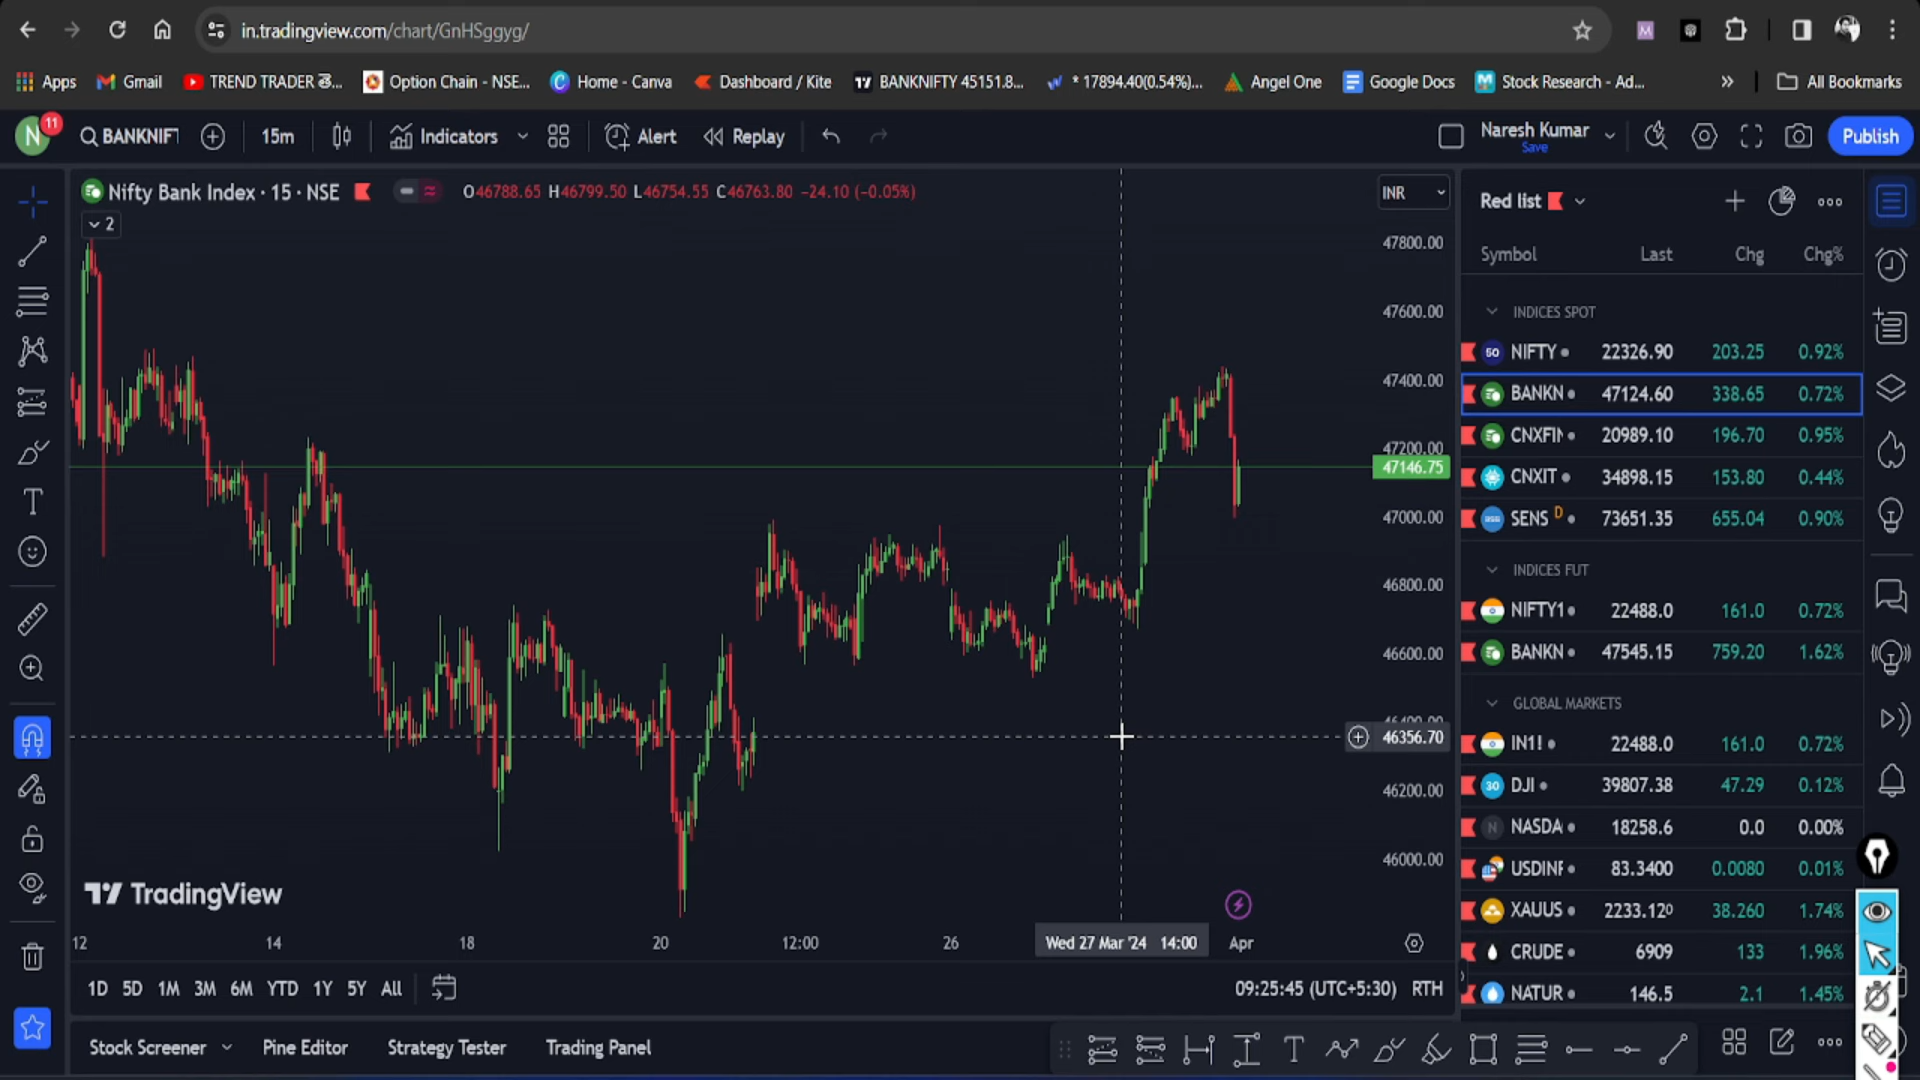 in.tradingview.com/chart/GnHSggyg/
Apps Gmail TREND TRADER తె... Option Chain - NSE... Home - Canva Dashboard / Kite BANKNIFTY 45151.8... * 17894.40(0.54%)... Angel One Google Docs Stock Research - Ad... » All Bookmarks
N 11 BANKNIF 15m Indicators Alert Replay Naresh Kumar Save Publish
Nifty Bank Index · 15 · NSE O46788.65 H46799.50 L46754.55 C46763.80 -24.10 (-0.05%) INR
2
47800.00
47600.00
47400.00
47200.00
47146.75
47000.00
46800.00
46600.00
46400.00
46356.70
46200.00
46000.00
TradingView
12 14 18 20 12:00 26 Wed 27 Mar '24 14:00 Apr
1D 5D 1M 3M 6M YTD 1Y 5Y All 09:25:45 (UTC+5:30) RTH
Stock Screener Pine Editor Strategy Tester Trading Panel
Red list
Symbol Last Chg Chg%
INDICES SPOT
50 NIFTY 22326.90 203.25 0.92%
BANKN 47124.60 338.65 0.72%
CNXFIN 20989.10 196.70 0.95%
CNXIT 34898.15 153.80 0.44%
SENS D 73651.35 655.04 0.90%
INDICES FUT
NIFTY1 22488.0 161.0 0.72%
BANKN 47545.15 759.20 1.62%
GLOBAL MARKETS
IN1! 22488.0 161.0 0.72%
30 DJI 39807.38 47.29 0.12%
N NASDA 18258.6 0.0 0.00%
USDINR 83.3400 0.0080 0.01%
XAUUS 2233.12⁰ 38.260 1.74%
CRUDE 6909 133 1.96%
NATUR 146.5 2.1 1.45%